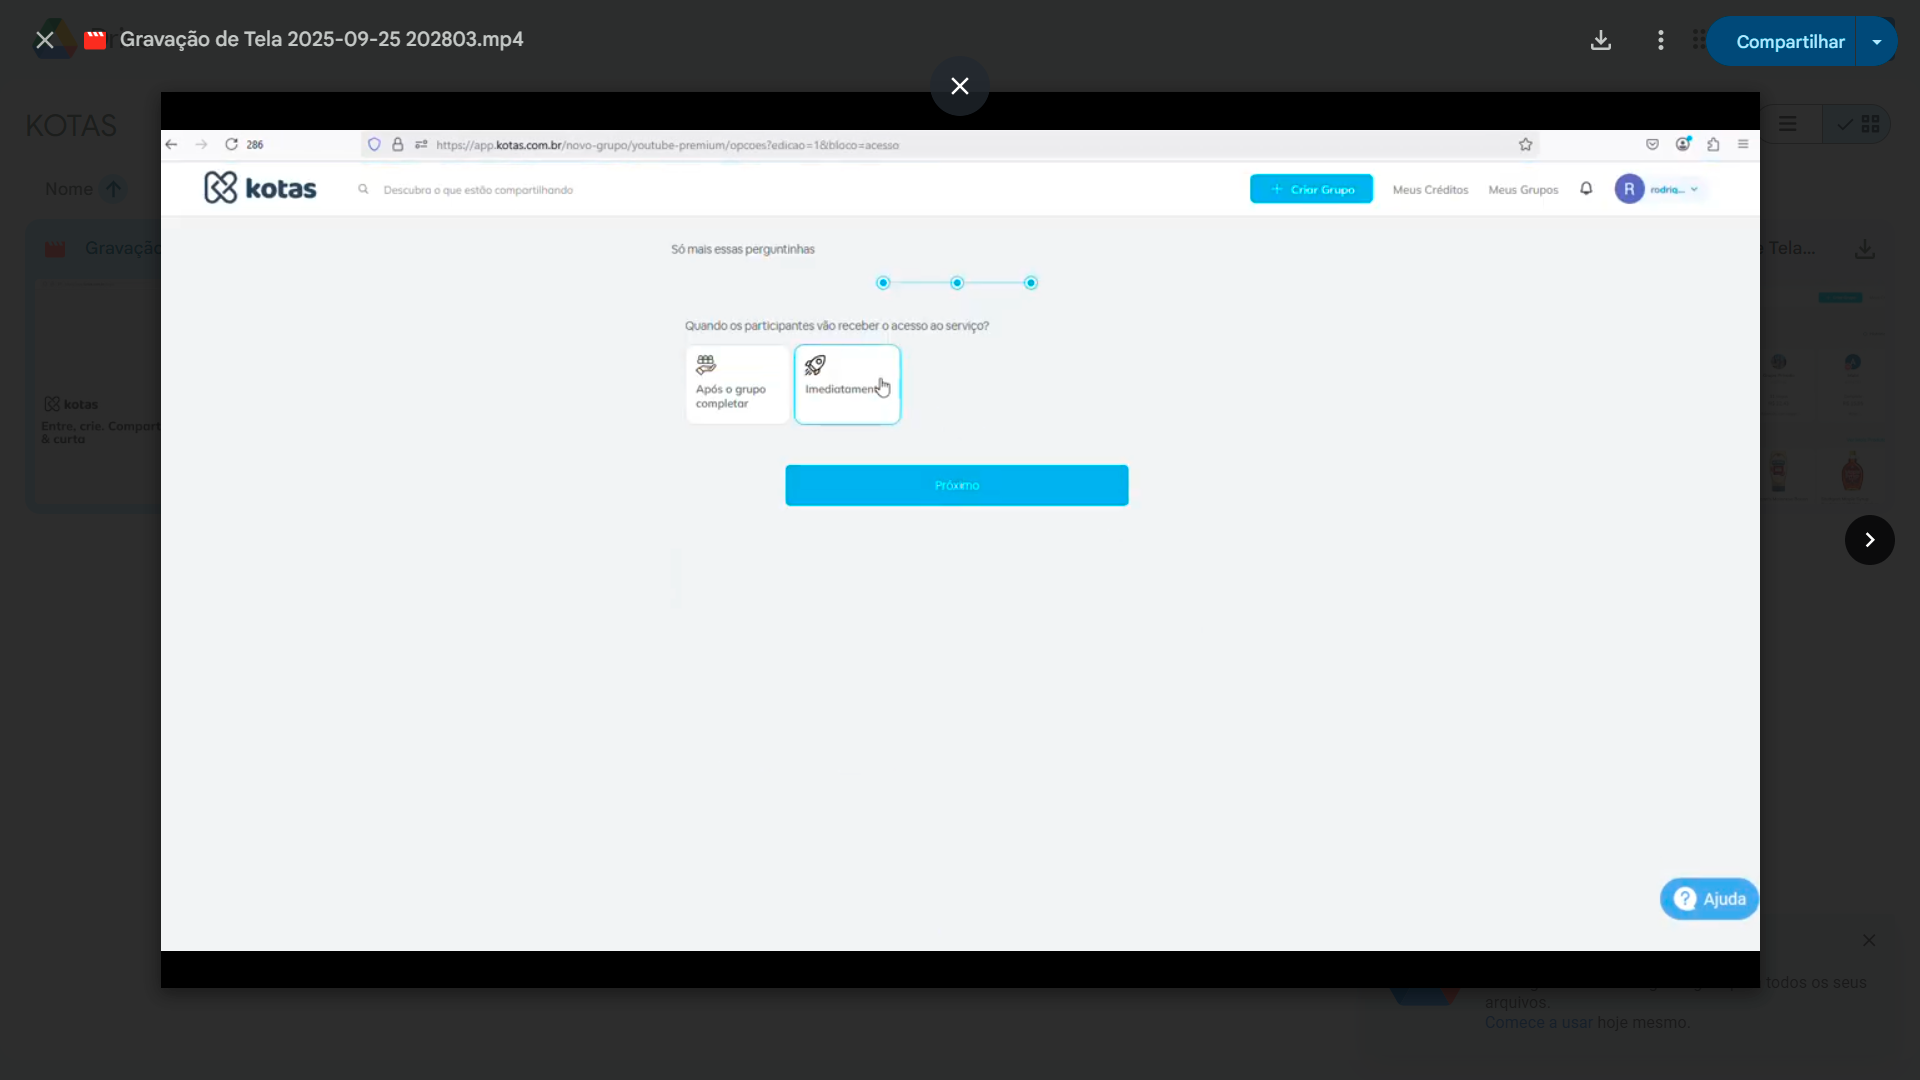 Gravação de Tela 2025-09-25 202803.mp4
Compartilhar
KOTAS
286
https://app.kotas.com.br/novo-grupo/youtube-premium/opcoes?edicao=1&bloco=acesso
Nome
kotas
Descubra o que estão compartilhando
+ Criar Grupo
Meus Créditos
Meus Grupos
R
rodrig...
Gravação
Tela...
Só mais essas perguntinhas
Quando os participantes vão receber o acesso ao serviço?
Após o grupo
completar
Imediatamen
kotas
Entre, crie. Compart
& curta
Próximo
? Ajuda
todos os seus
arquivos.
Comece a usar hoje mesmo.